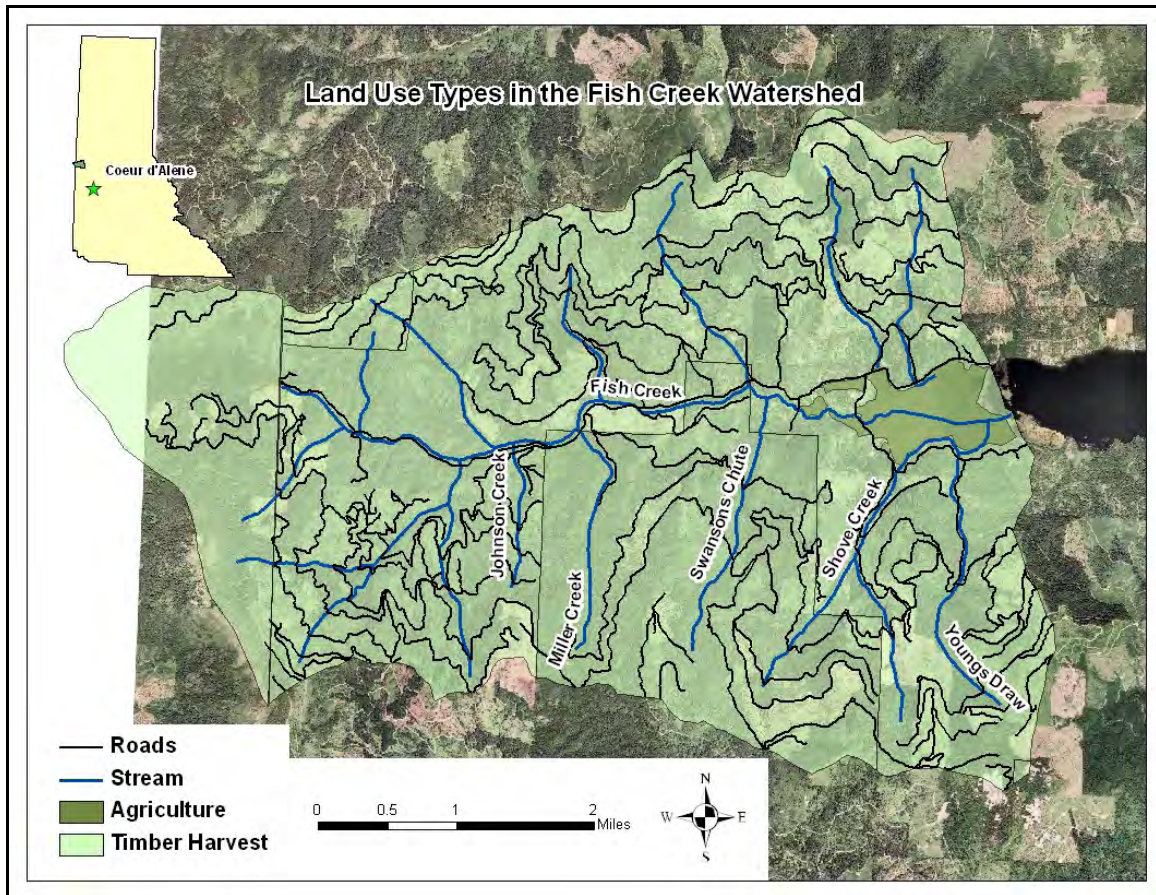 Land Use Types in the Fish Creek Watershed
Coeur d'Alene
Fish Creek
Johnson Creek
Miller Creek
Swansons Chute
Shove Creek
Youngs Draw
Roads
Stream
Agriculture
Timber Harvest
0 0.5 1 2
Miles
N
W E
S